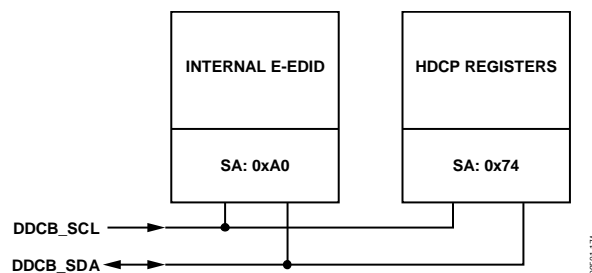 INTERNAL E-EDID
HDCP REGISTERS
SA: 0xA0
SA: 0x74
DDCB_SCL
DDCB_SDA